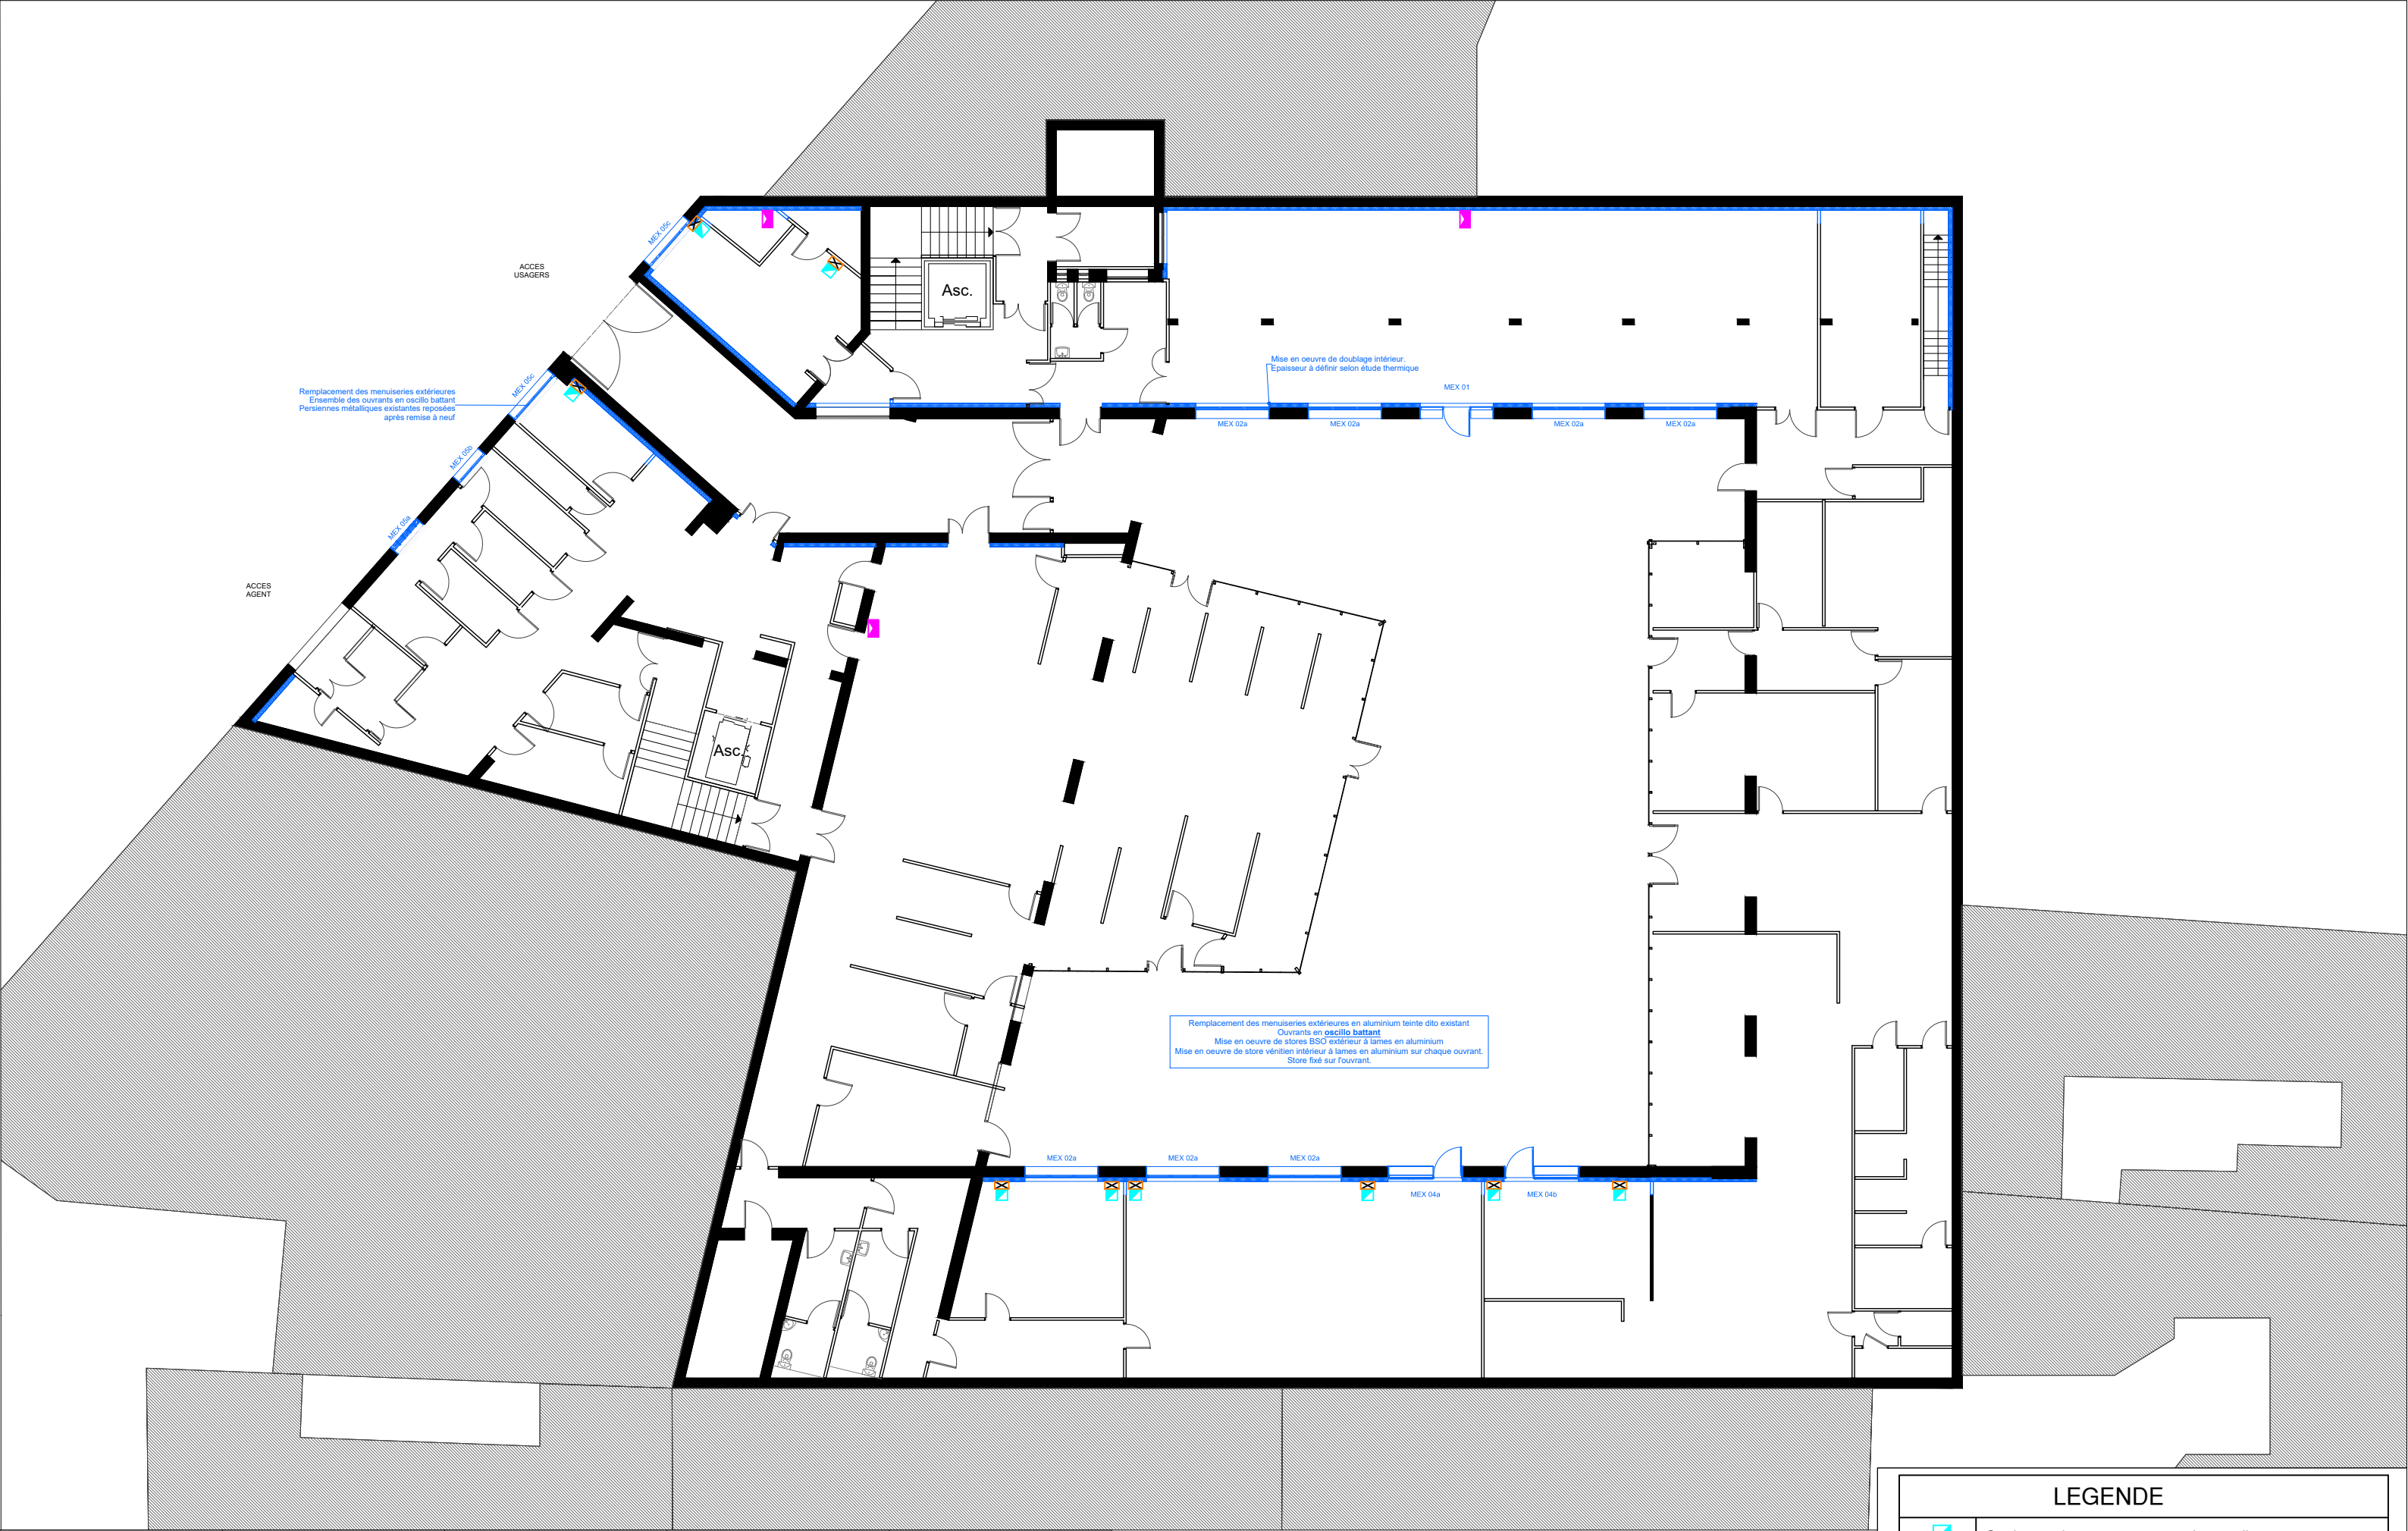 MEX 05c
ACCES
USAGERS
Asc.
Mise en oeuvre de doublage intérieur.
Epaisseur à définir selon étude thermique
MEX 01
MEX 05c
Remplacement des menuiseries extérieures
Ensemble des ouvrants en oscillo battant
Persiennes métalliques existantes reposées
après remise à neuf
MEX 02a
MEX 02a
MEX 02a
MEX 02a
MEX 05b
MEX 05a
ACCES
AGENT
Asc.
Remplacement des menuiseries extérieures en aluminium teinte dito existant
Ouvrants en oscillo battant
Mise en oeuvre de stores BSO extérieur à lames en aluminium
Mise en oeuvre de store vénitien intérieur à lames en aluminium sur chaque ouvrant.
Store fixé sur l'ouvrant.
MEX 02a
MEX 02a
MEX 02a
MEX 04a
MEX 04b
LEGENDE